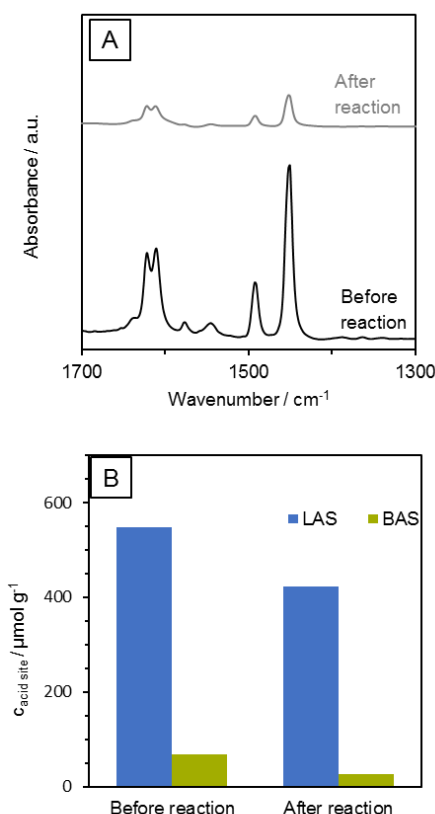 A
After
reaction
Absorbance / a.u.
Before
reaction
1700
1500
1300
Wavenumber / cm⁻¹
B
600
LAS BAS
400
c_acid site / µmol g⁻¹
200
0
Before reaction After reaction